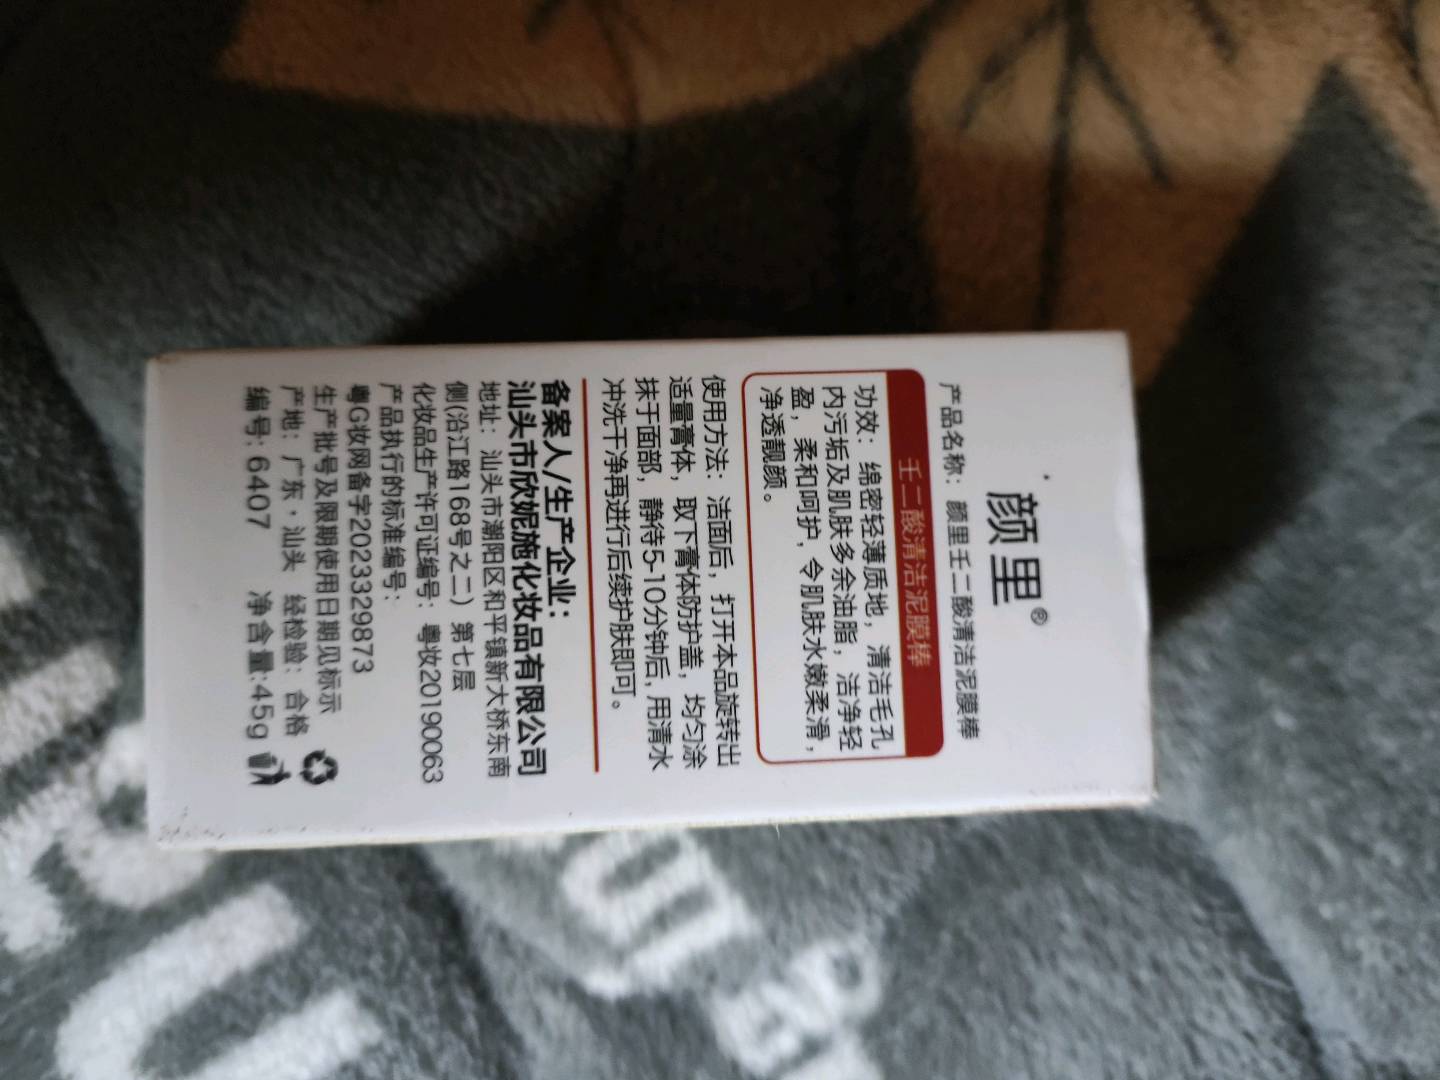 颜里®
产品名称：颜里壬二酸清洁泥膜棒
壬二酸清洁泥膜棒
功效：绵密轻薄质地，清洁毛孔
内污垢及肌肤多余油脂，洁净轻
盈，柔和呵护，令肌肤水嫩柔滑，
净透靓颜。
使用方法：洁面后，打开本品旋转出
适量膏体，取下膏体防护盖，均匀涂
抹于面部，静待5-10分钟后，用清水
冲洗干净再进行后续护肤即可。
备案人/生产企业：
汕头市欣妮施化妆品有限公司
地址：汕头市潮阳区和平镇新大桥东南
侧(沿江路168号之二）第七层
化妆品生产许可证编号：粤妆20190063
产品执行的标准编号：
粤G妆网备字2023329873
生产批号及限期使用日期见标示
产地：广东·汕头 经检验：合格
编号：6407 净含量:45g